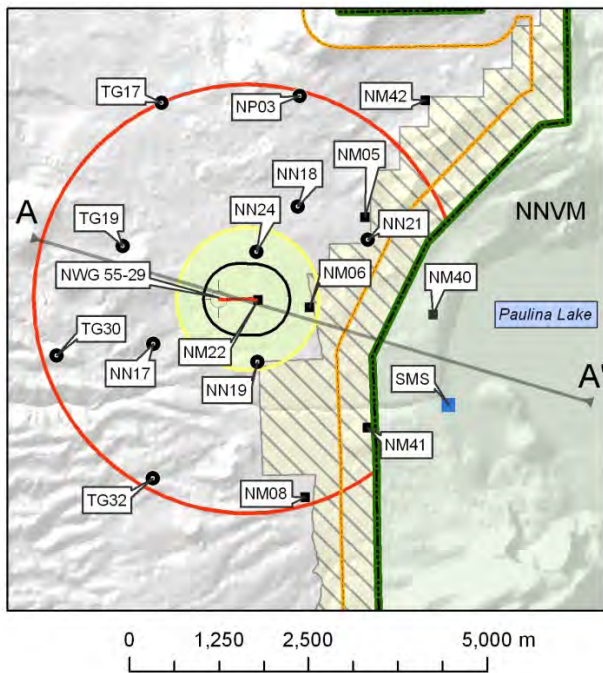 TG17
NP03
NM42
NN18
NM05
A
TG19
NN24
NN21
NNVM
NWG 55-29
NM06
NM40
Paulina Lake
TG30
NN17
NM22
NN19
SMS
A'
NM41
TG32
NM08
0 1,250 2,500 5,000 m